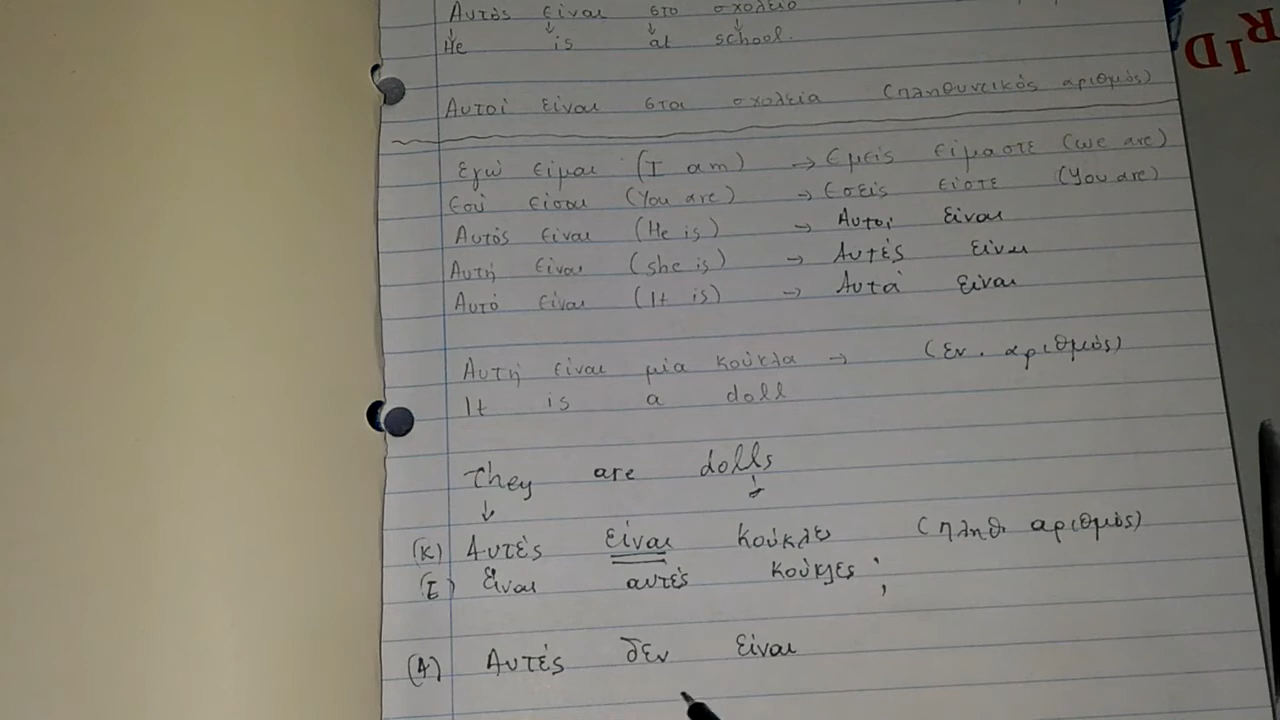 Αυτός είναι στο σχολείο
He is at school.
Αυτοί είναι στα σχολεία (πληθυντικός αριθμός)
Εγώ είμαι (I am) → Εμείς είμαστε (we are)
Εσύ είσαι (You are) → Εσείς είστε (You are)
Αυτός είναι (He is) → Αυτοί είναι
Αυτή είναι (she is) → Αυτές είναι
Αυτό είναι (It is) → Αυτά είναι
Αυτή είναι μία κούκλα → (εν. αριθμός)
It is a doll
They are dolls
(Κ) Αυτές είναι κούκλες (πληθ αριθμός)
(Ε) Είναι αυτές κούκλες ;
(Α) Αυτές δεν είναι
RID